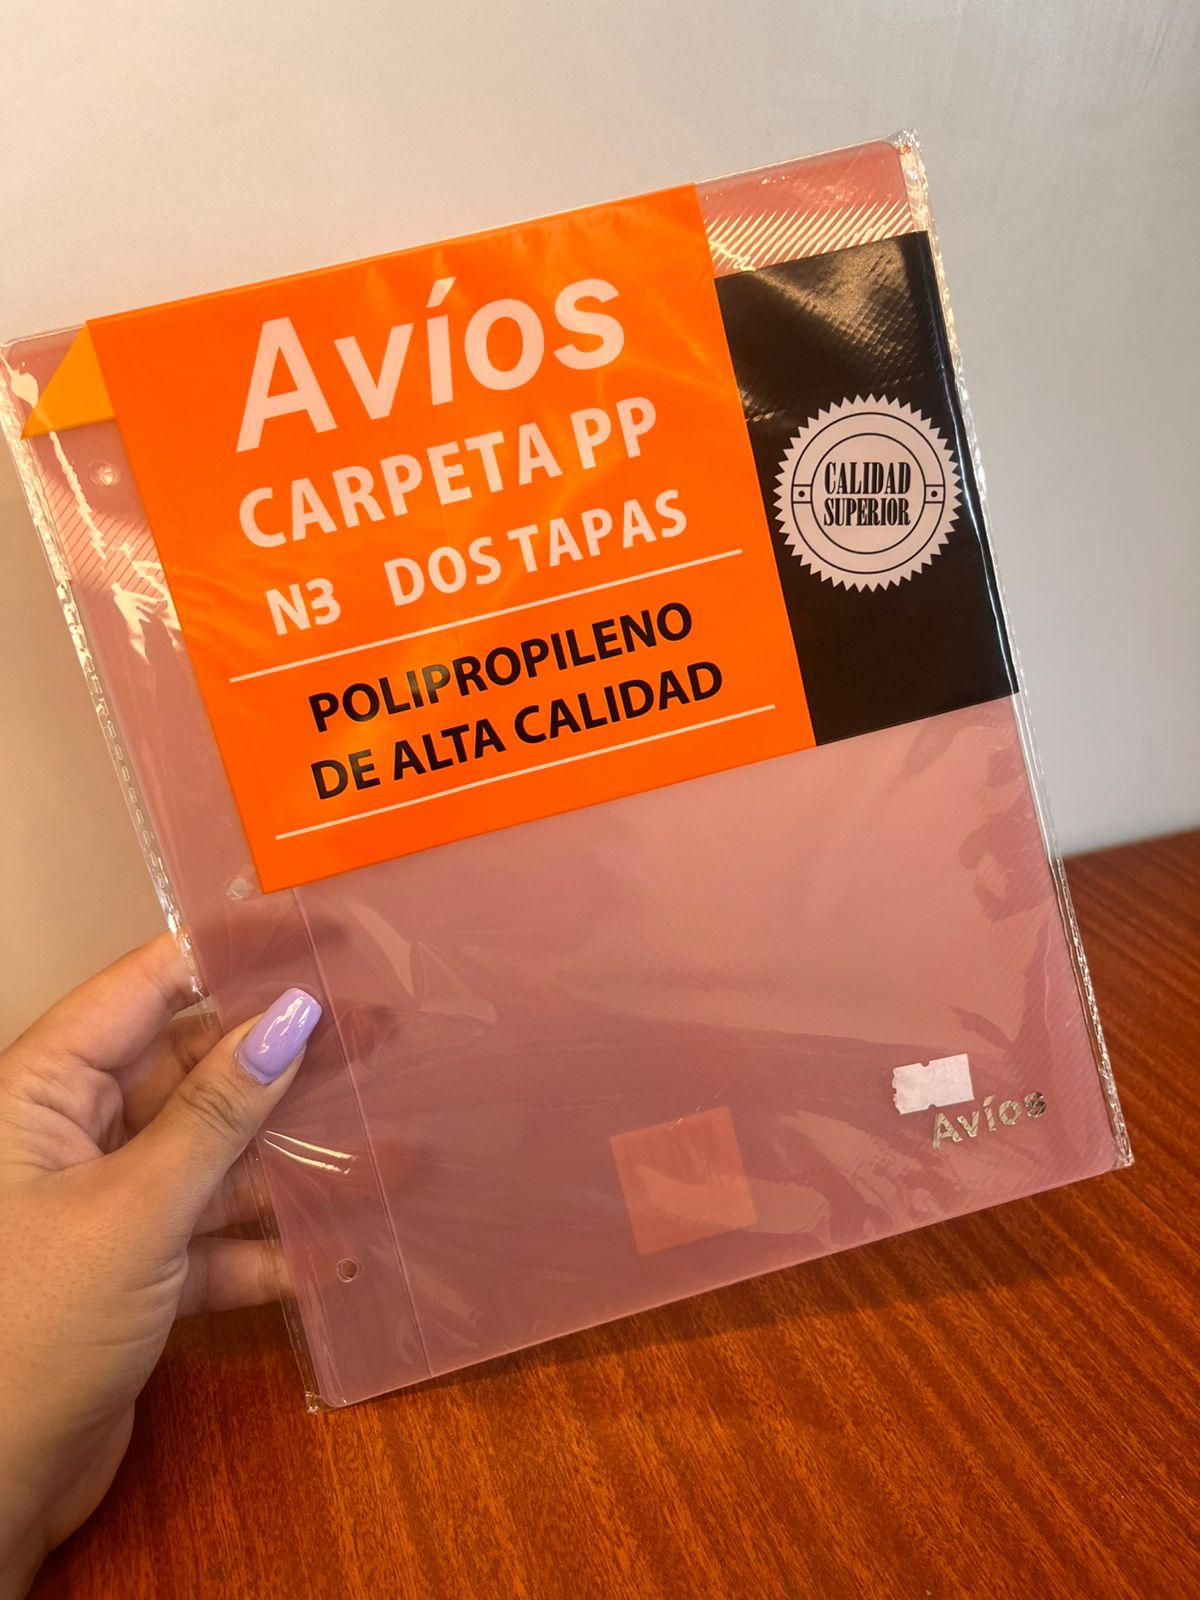 Avíos
CARPETA PP
N3 DOS TAPAS
POLIPROPILENO
DE ALTA CALIDAD
CALIDAD
SUPERIOR
Avíos